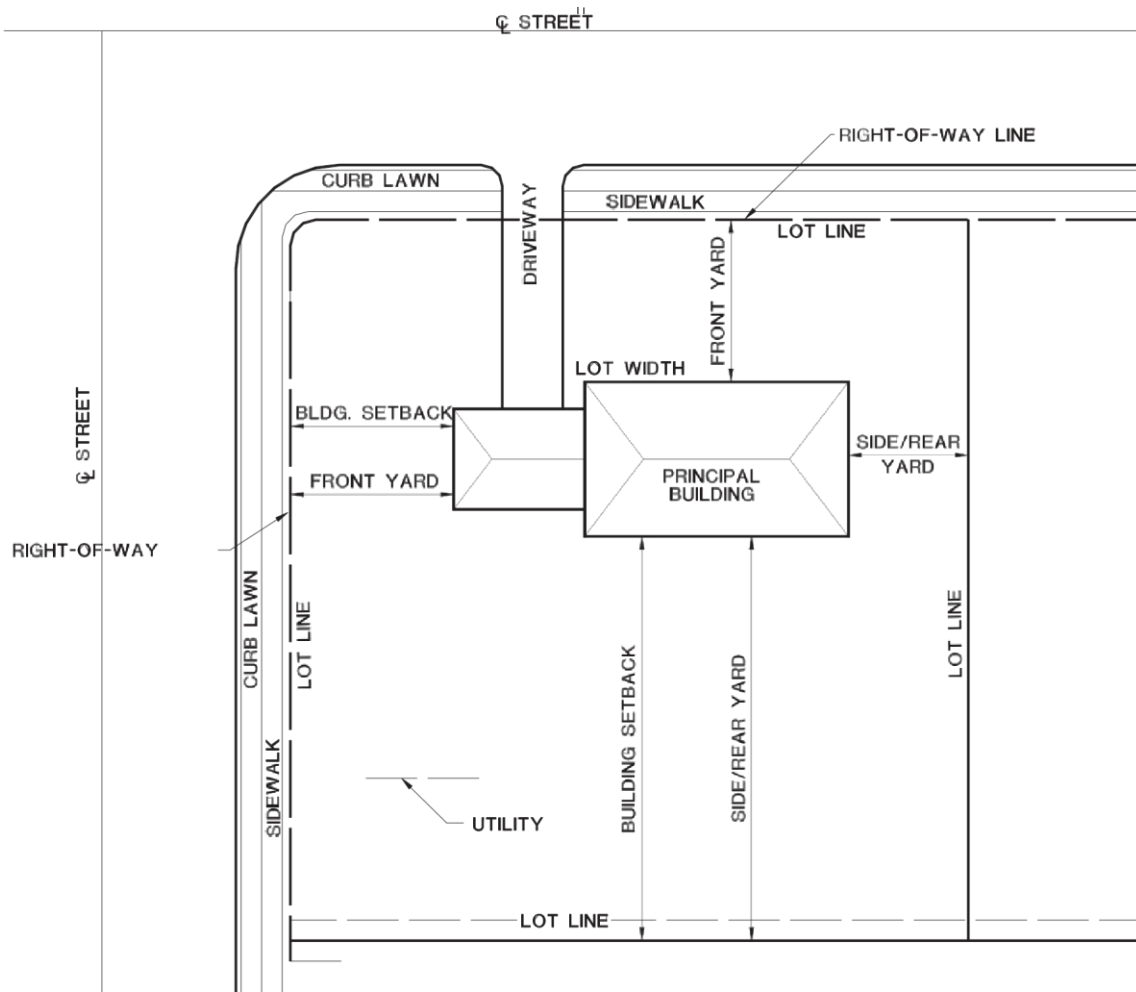 ℄ STREET
RIGHT-OF-WAY LINE
CURB LAWN
SIDEWALK
LOT LINE
DRIVEWAY
FRONT YARD
LOT WIDTH
BLDG. SETBACK
℄ STREET
SIDE/REAR
YARD
PRINCIPAL
BUILDING
FRONT YARD
RIGHT-OF-WAY
CURB LAWN
LOT LINE
LOT LINE
BUILDING SETBACK
SIDE/REAR YARD
SIDEWALK
UTILITY
LOT LINE